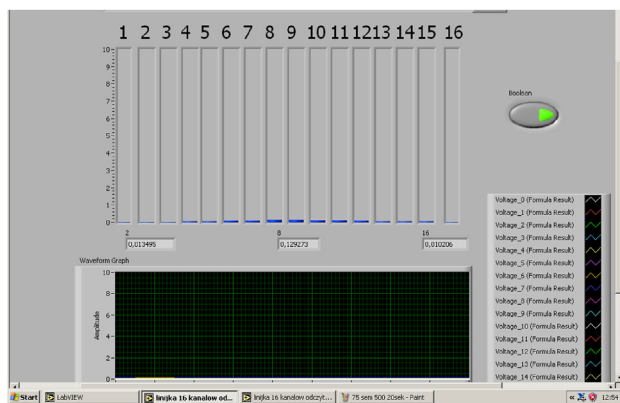 1 2 3 4 5 6 7 8 9 10 11 12 13 14 15 16
10
9
8
7
6
5
4
3
2
1
0
Boolean
2 8 16
0,013495 0,129273 0,010206
Waveform Graph
10
8
6
4
2
0
Amplitude
Voltage_0 (Formula Result)
Voltage_1 (Formula Result)
Voltage_2 (Formula Result)
Voltage_3 (Formula Result)
Voltage_4 (Formula Result)
Voltage_5 (Formula Result)
Voltage_6 (Formula Result)
Voltage_7 (Formula Result)
Voltage_8 (Formula Result)
Voltage_9 (Formula Result)
Voltage_10 (Formula Result)
Voltage_11 (Formula Result)
Voltage_12 (Formula Result)
Voltage_13 (Formula Result)
Voltage_14 (Formula Result)
Start LabVIEW linijka 16 kanalow od... linijka 16 kanalow odczyt... 75 sem 500 20sek - Paint « 12:54